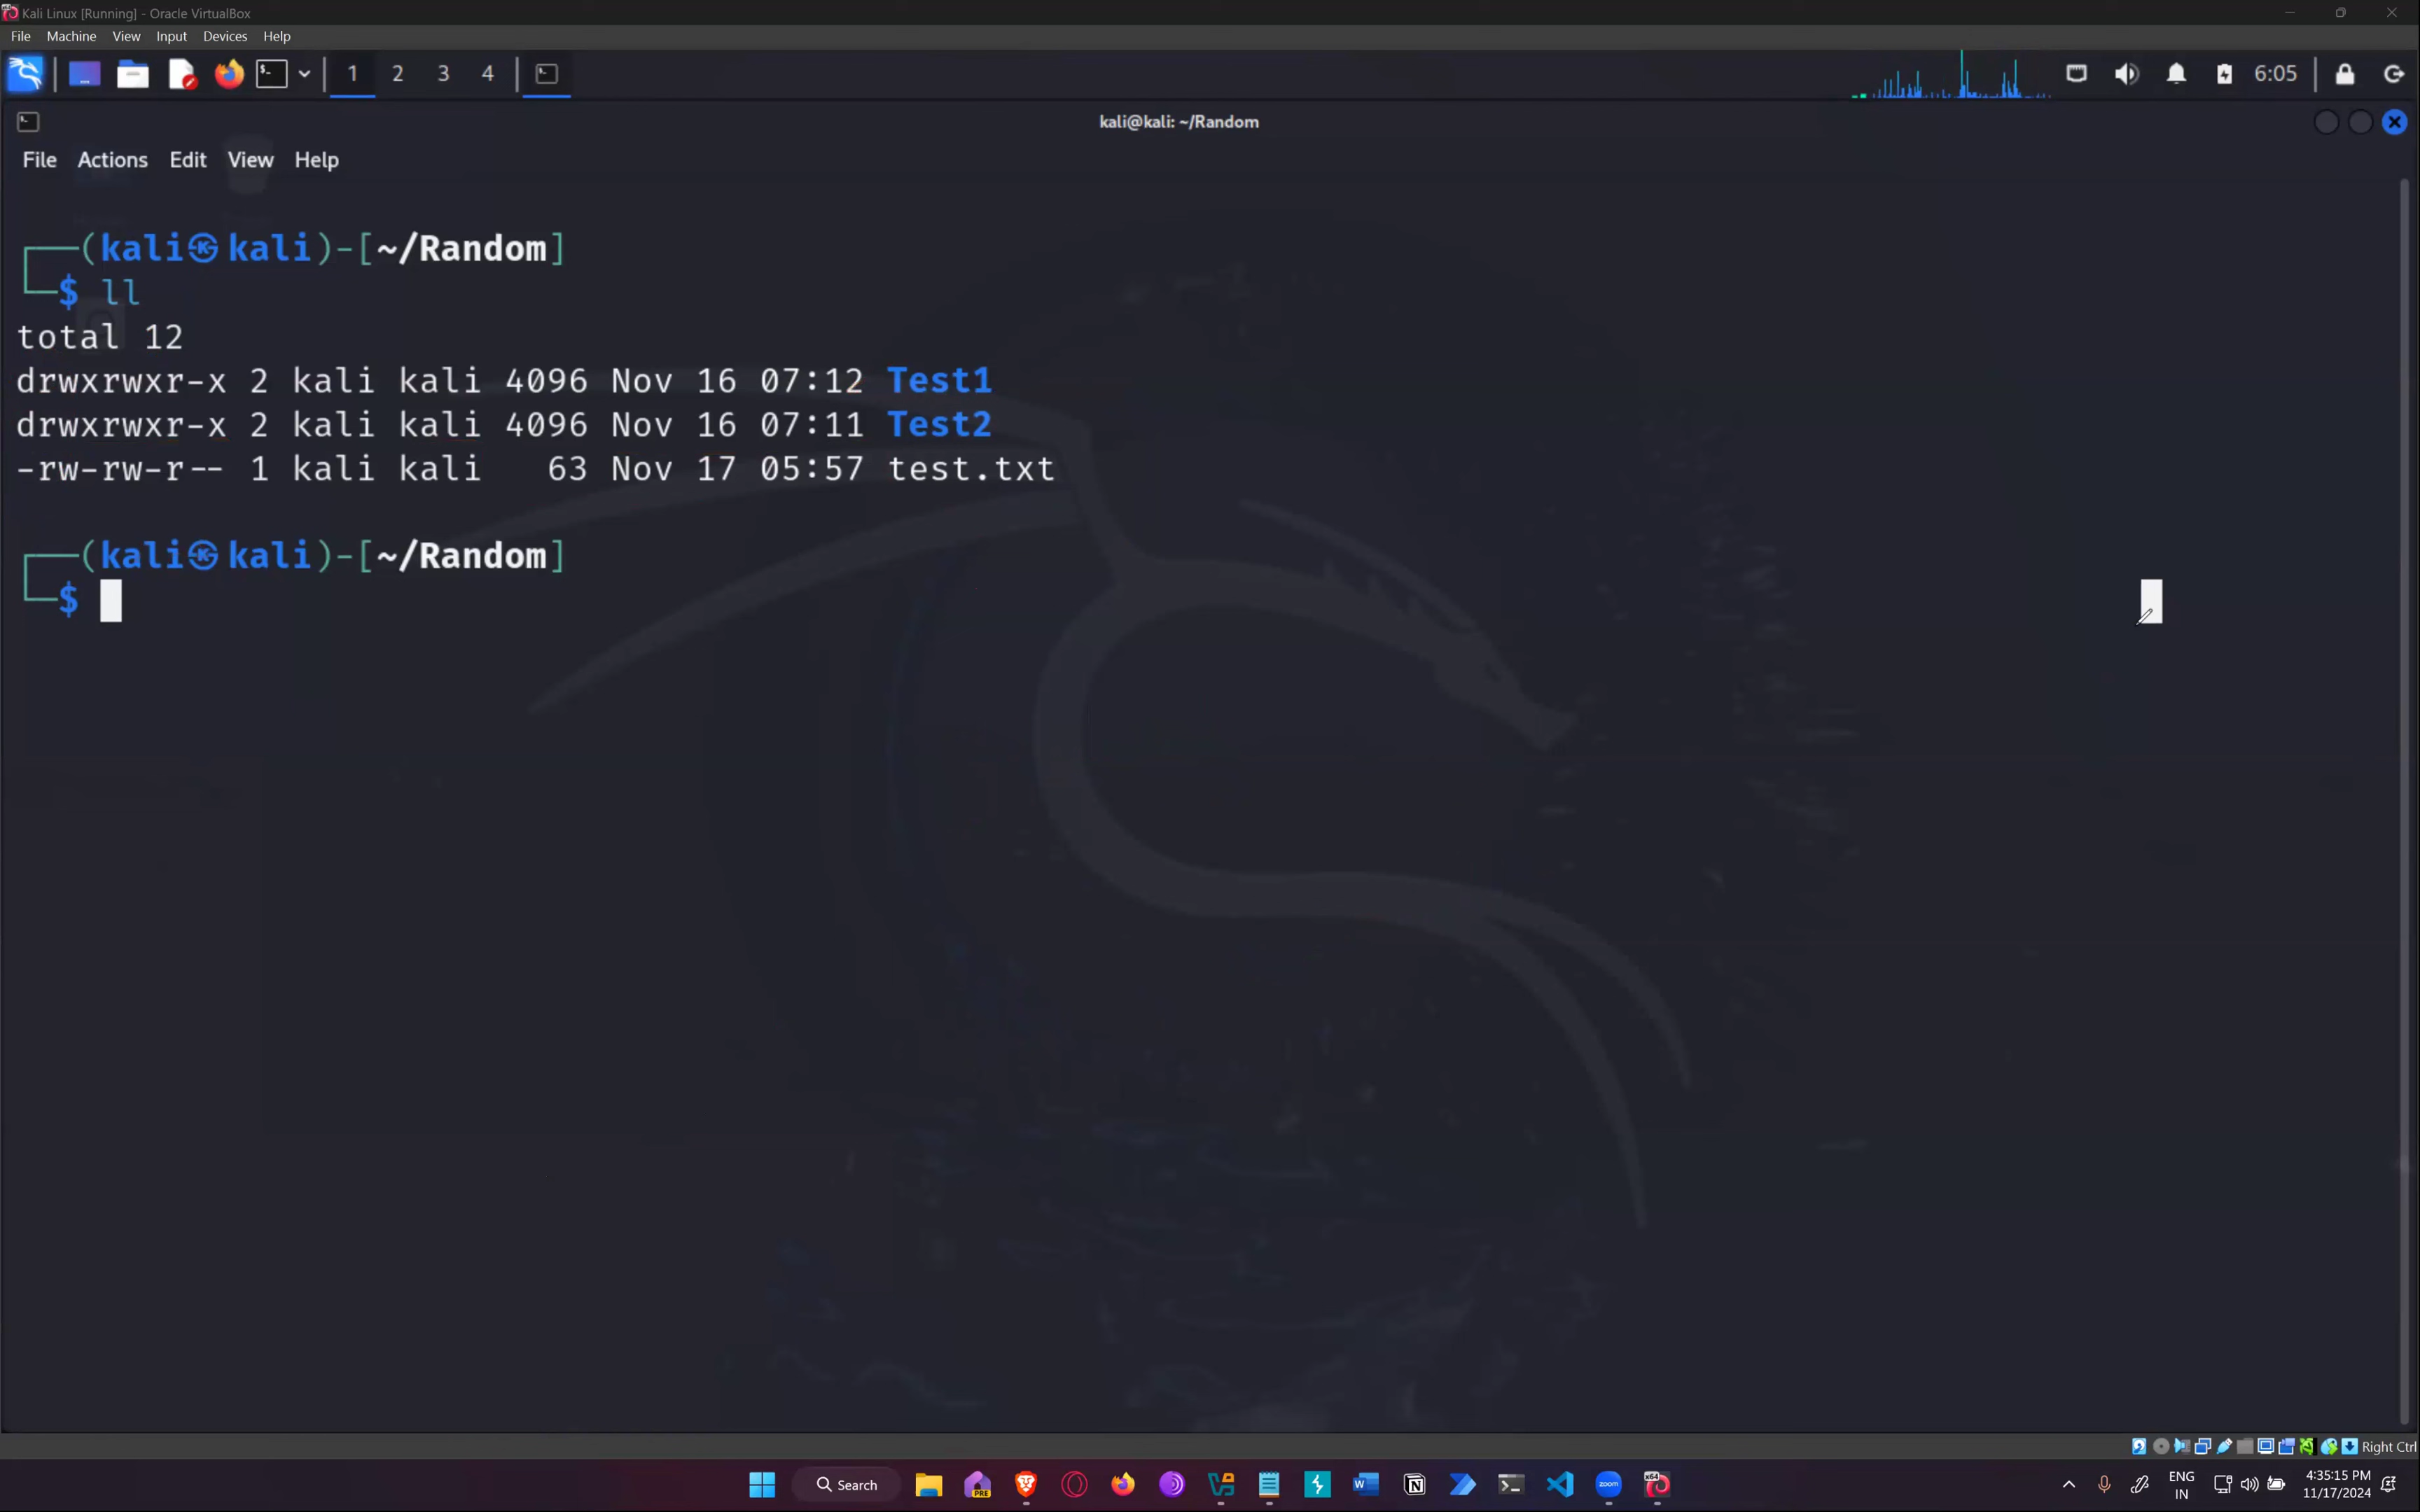 Kali Linux [Running] - Oracle VirtualBox
File Machine View Input Devices Help
1 2 3 4 6:05
kali@kali: ~/Random
File Actions Edit View Help
┌──(kali㉿kali)-[~/Random]
└─$ ll
total 12
drwxrwxr-x 2 kali kali 4096 Nov 16 07:12 Test1
drwxrwxr-x 2 kali kali 4096 Nov 16 07:11 Test2
-rw-rw-r-- 1 kali kali   63 Nov 17 05:57 test.txt
┌──(kali㉿kali)-[~/Random]
└─$
Right Ctrl
Search PRE zoom ENG 4:35:15 PM
IN 11/17/2024